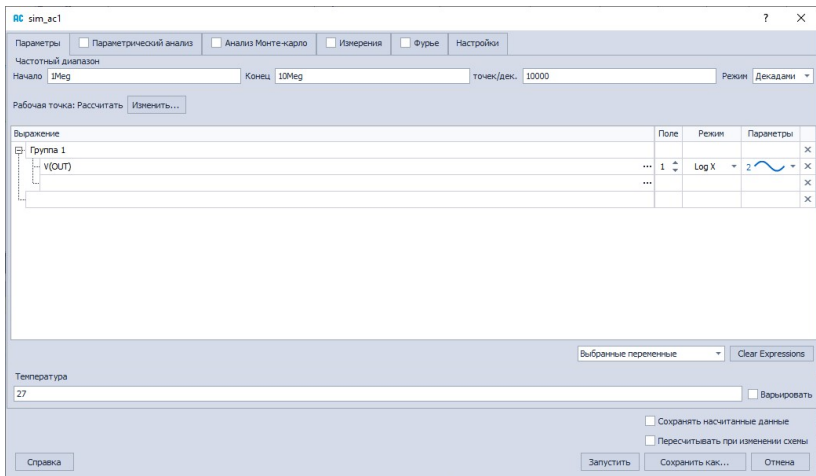 AC sim_ac1 ? ×
Параметры Параметрический анализ Анализ Монте-карло Измерения Фурье Настройки
Частотный диапазон
Начало 1Meg Конец 10Meg точек/дек. 10000 Режим Декадами
Рабочая точка: Рассчитать Изменить...
Выражение Поле Режим Параметры
Группа 1
V(OUT) ... 1 Log X 2
...
Выбранные переменные Clear Expressions
Температура
27 Варьировать
Сохранять насчитанные данные
Пересчитывать при изменении схемы
Справка Запустить Сохранить как... Отмена